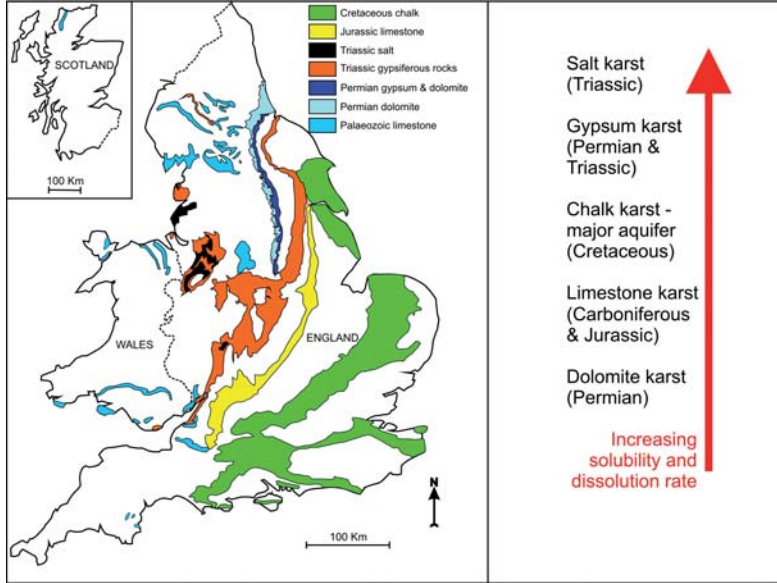 SCOTLAND
100 Km
Cretaceous chalk
Jurassic limestone
Triassic salt
Triassic gypsiferous rocks
Permian gypsum & dolomite
Permian dolomite
Palaeozoic limestone
WALES
ENGLAND
N
100 Km
Salt karst
(Triassic)
Gypsum karst
(Permian &
Triassic)
Chalk karst -
major aquifer
(Cretaceous)
Limestone karst
(Carboniferous
& Jurassic)
Dolomite karst
(Permian)
Increasing
solubility and
dissolution rate